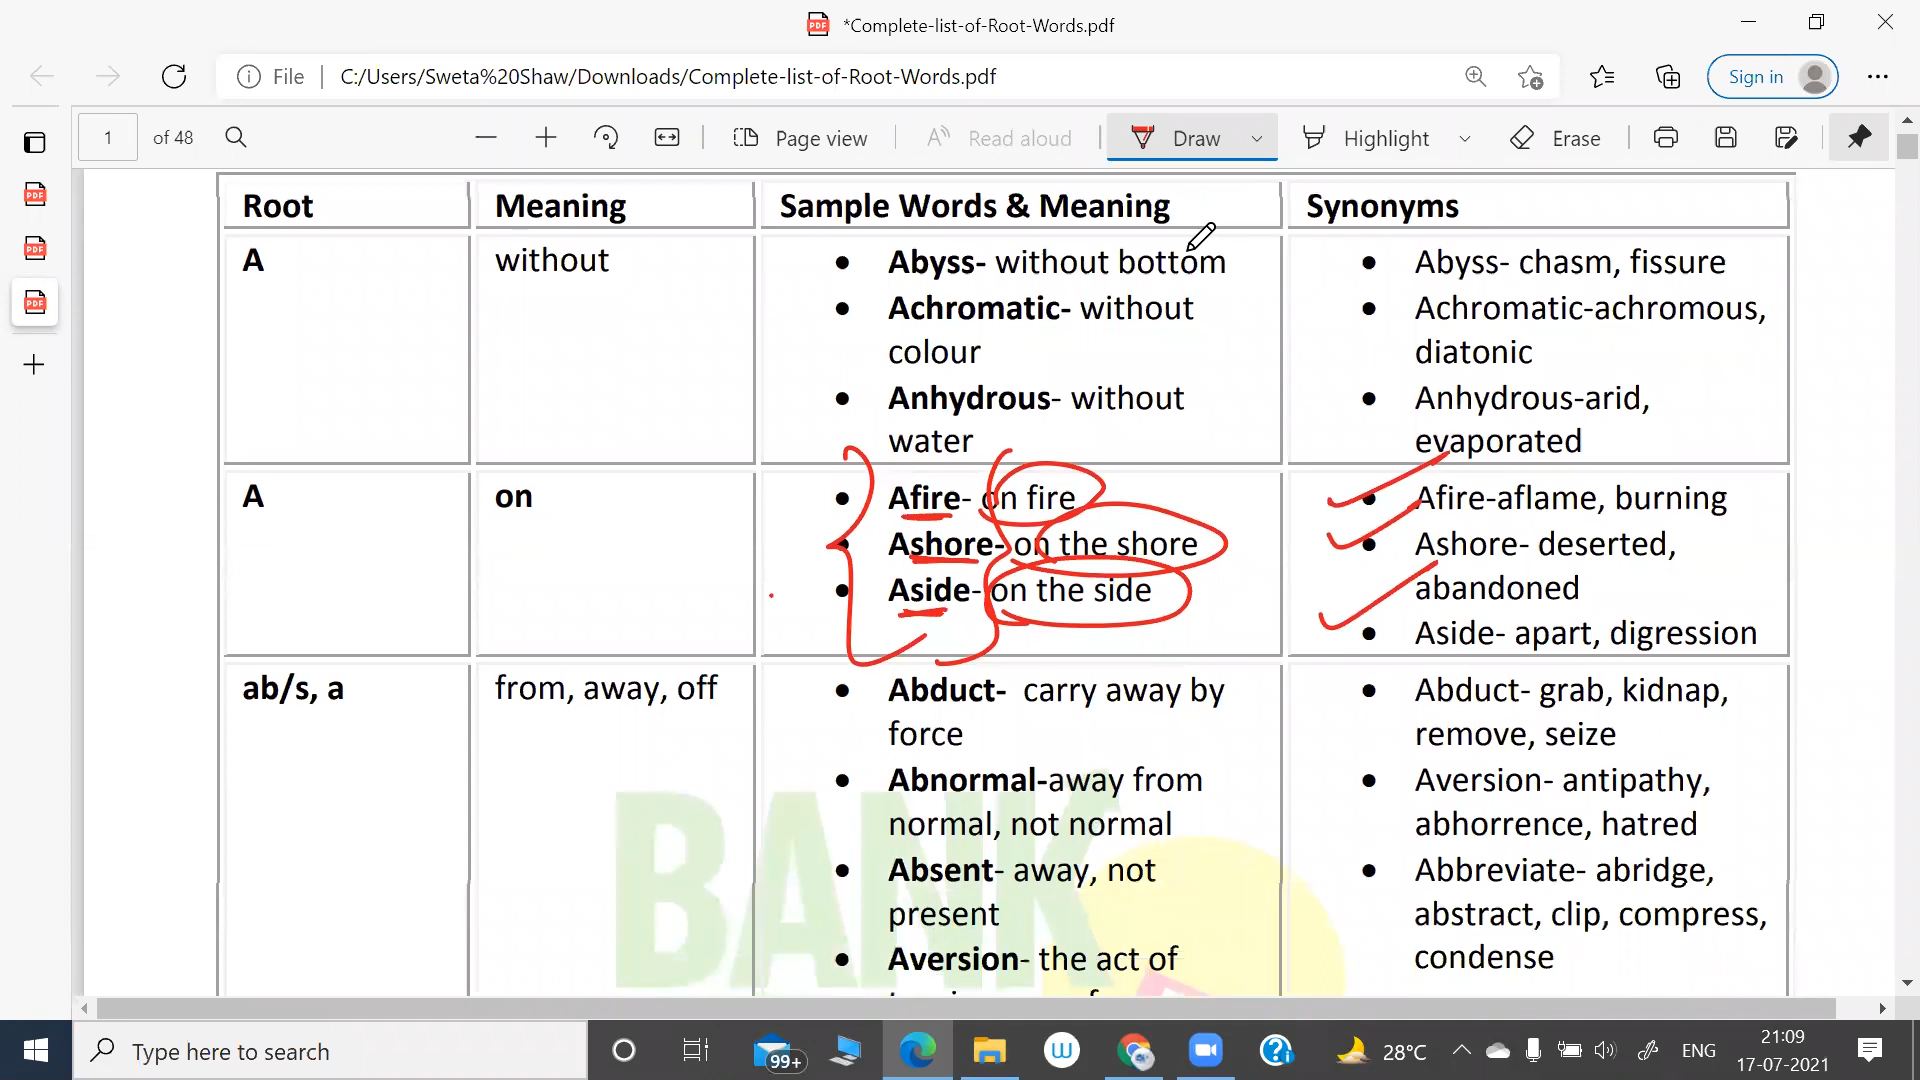 *Complete-list-of-Root-Words.pdf
File | C:/Users/Sweta%20Shaw/Downloads/Complete-list-of-Root-Words.pdf
Sign in
1 of 48
Page view
Read aloud
Draw
Highlight
Erase
Root Meaning Sample Words & Meaning Synonyms
A without
• Abyss- without bottom
• Achromatic- without
colour
• Anhydrous- without
water
• Abyss- chasm, fissure
• Achromatic-achromous,
diatonic
• Anhydrous-arid,
evaporated
A on
• Afire- on fire
• Ashore- on the shore
• Aside- on the side
• Afire-aflame, burning
• Ashore- deserted,
abandoned
• Aside- apart, digression
ab/s, a from, away, off
• Abduct- carry away by
force
• Abnormal-away from
normal, not normal
• Absent- away, not
present
• Aversion- the act of
• Abduct- grab, kidnap,
remove, seize
• Aversion- antipathy,
abhorrence, hatred
• Abbreviate- abridge,
abstract, clip, compress,
condense
BANK
Type here to search
99+
28°C
ENG
21:09
17-07-2021